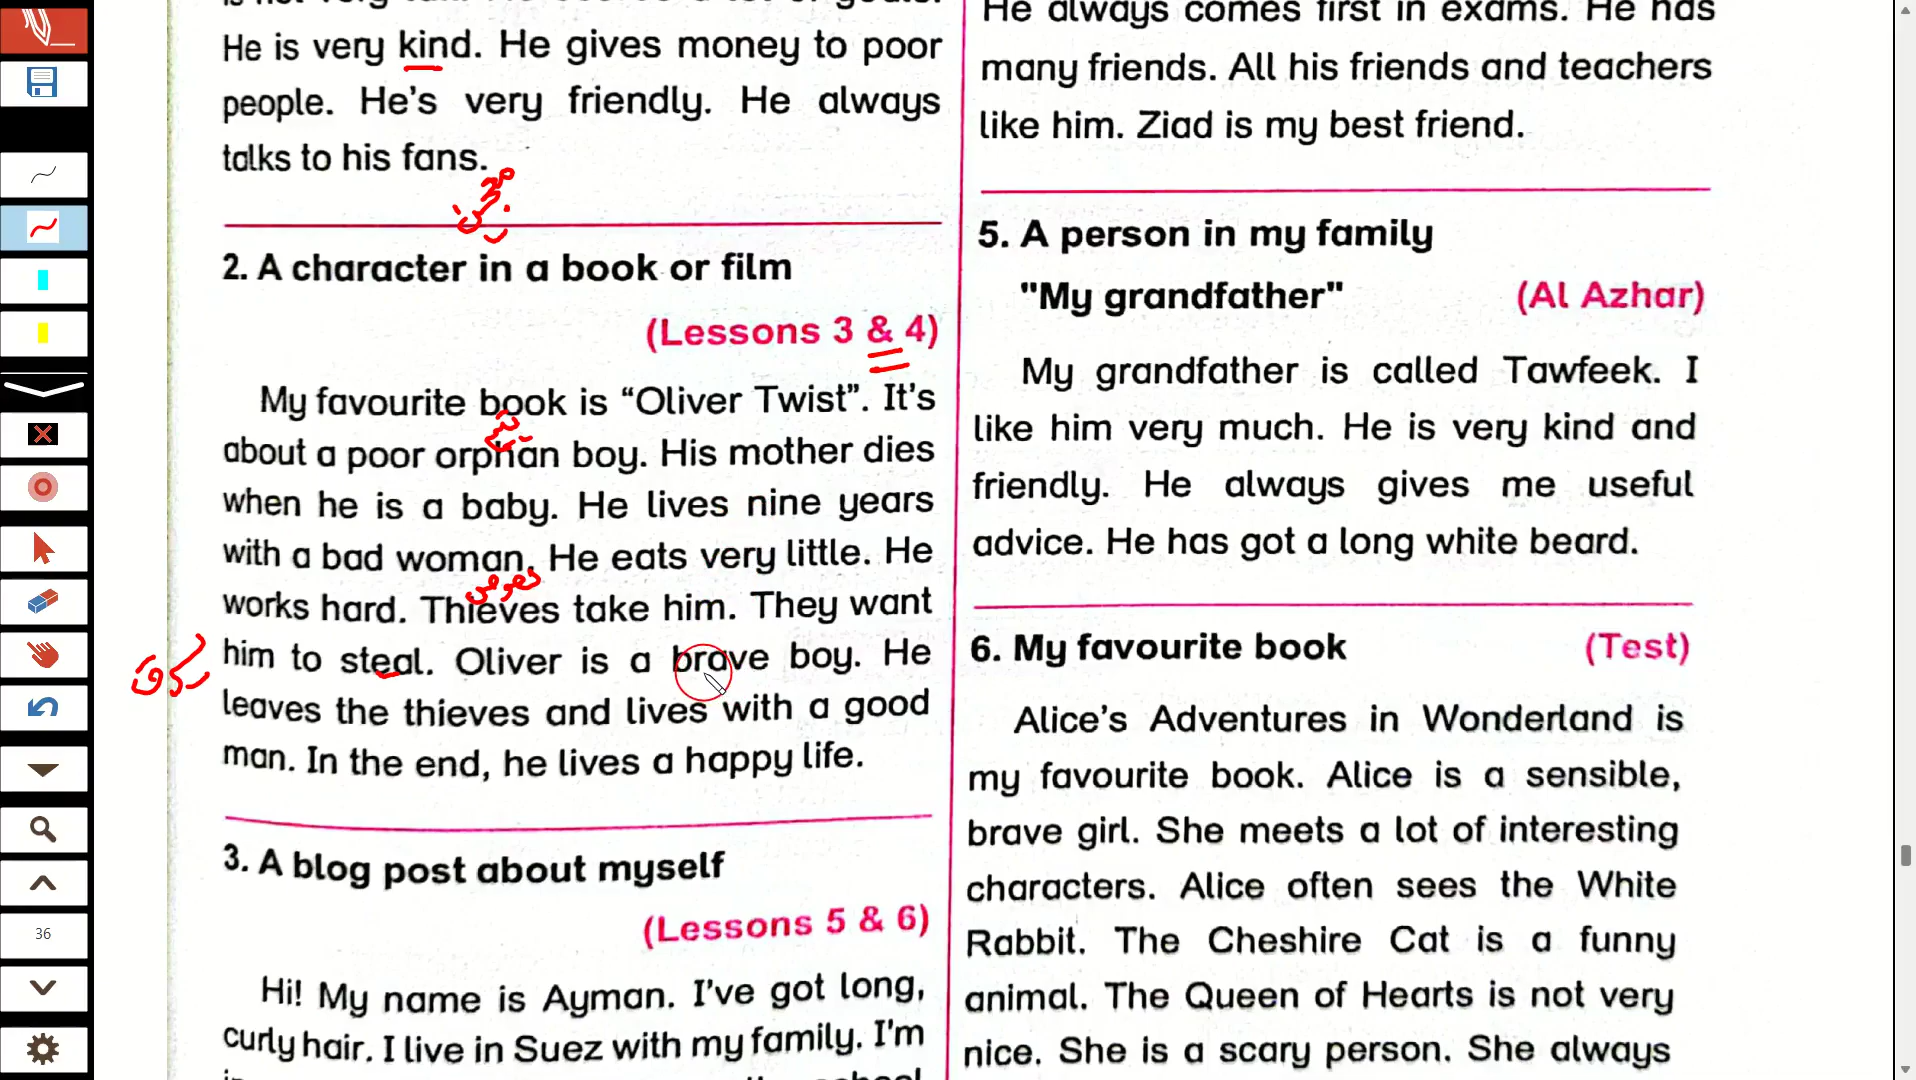 is not very tall. He scores a lot of goals.
He is very kind. He gives money to poor
people. He's very friendly. He always
talks to his fans.
2. A character in a book or film
(Lessons 3 & 4)
My favourite book is “Oliver Twist”. It's
about a poor orphan boy. His mother dies
when he is a baby. He lives nine years
with a bad woman. He eats very little. He
لصوص
works hard. Thieves take him. They want
him to steal. Oliver is a brave boy. He
leaves the thieves and lives with a good
man. In the end, he lives a happy life.
3. A blog post about myself
(Lessons 5 & 6)
Hi! My name is Ayman. I've got long,
curly hair. I live in Suez with my family. I'm
He always comes first in exams. He has
many friends. All his friends and teachers
like him. Ziad is my best friend.
5. A person in my family
"My grandfather"
(Al Azhar)
My grandfather is called Tawfeek. I
like him very much. He is very kind and
friendly. He always gives me useful
advice. He has got a long white beard.
6. My favourite book
(Test)
Alice's Adventures in Wonderland is
my favourite book. Alice is a sensible,
brave girl. She meets a lot of interesting
characters. Alice often sees the White
Rabbit. The Cheshire Cat is a funny
animal. The Queen of Hearts is not very
nice. She is a scary person. She always
36